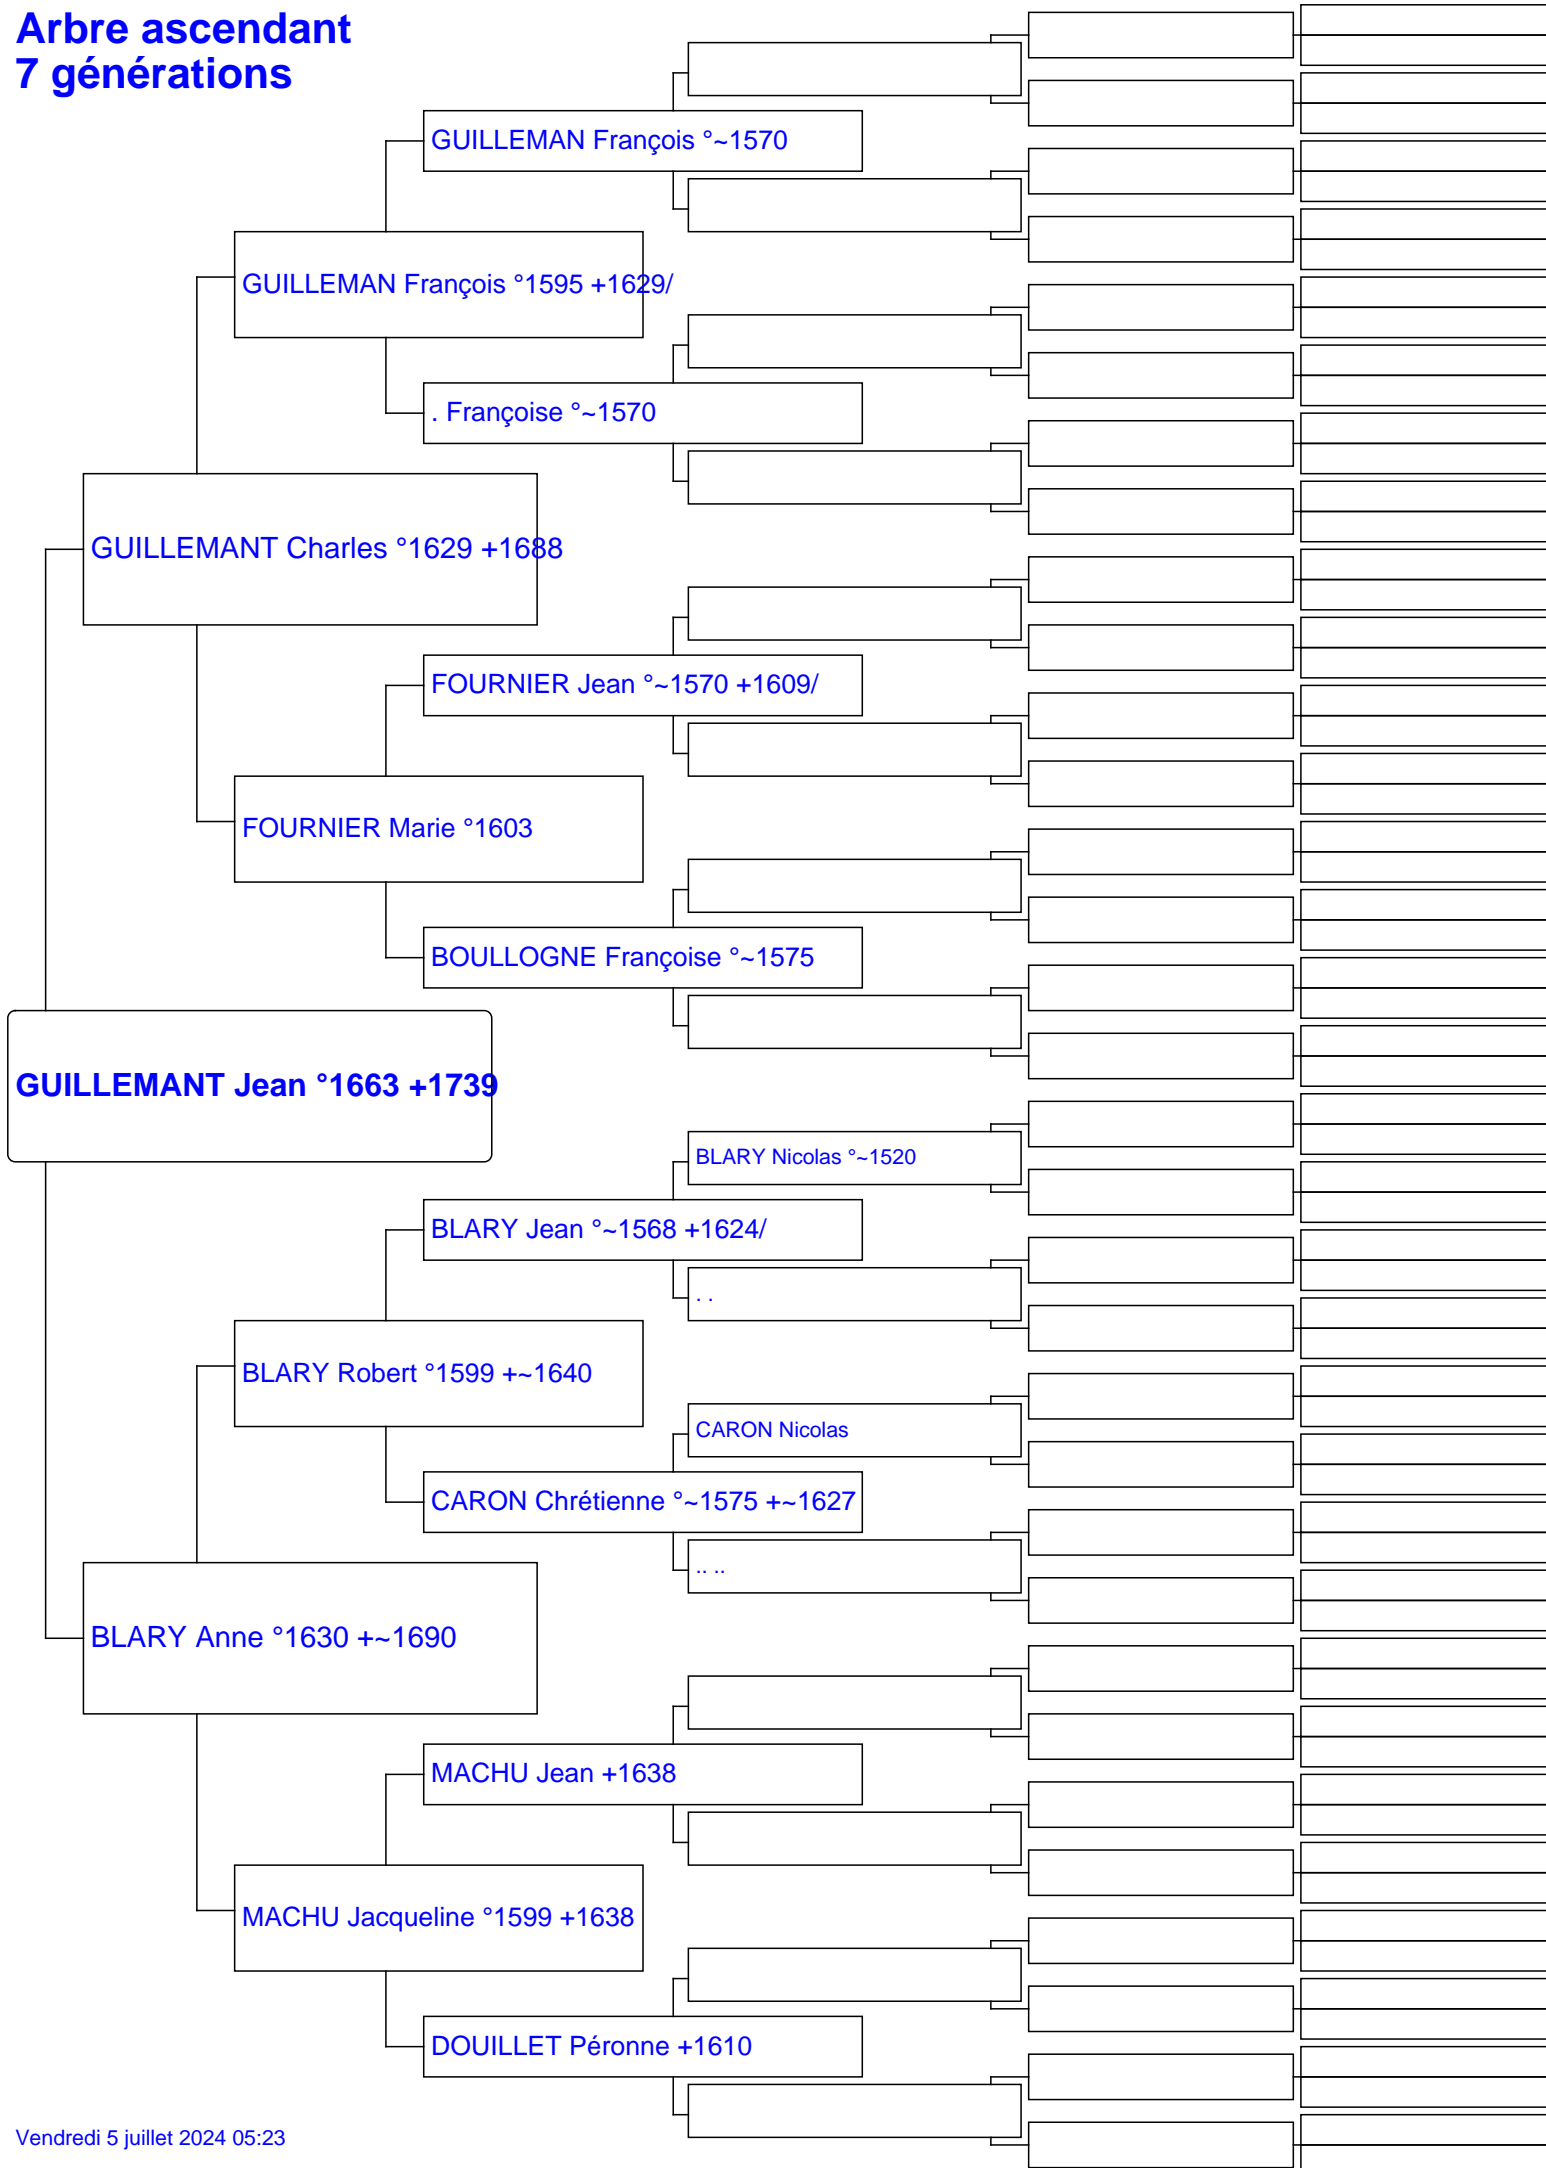 Arbre ascendant
7 générations
GUILLEMAN François °~1570
GUILLEMAN François °1595 +1629/
. Françoise °~1570
GUILLEMANT Charles °1629 +1688
FOURNIER Jean °~1570 +1609/
FOURNIER Marie °1603
BOULLOGNE Françoise °~1575
GUILLEMANT Jean °1663 +1739
BLARY Nicolas °~1520
BLARY Jean °~1568 +1624/
. .
BLARY Robert °1599 +~1640
CARON Nicolas
CARON Chrétienne °~1575 +~1627
.. ..
BLARY Anne °1630 +~1690
MACHU Jean +1638
MACHU Jacqueline °1599 +1638
DOUILLET Péronne +1610
Vendredi 5 juillet 2024 05:23